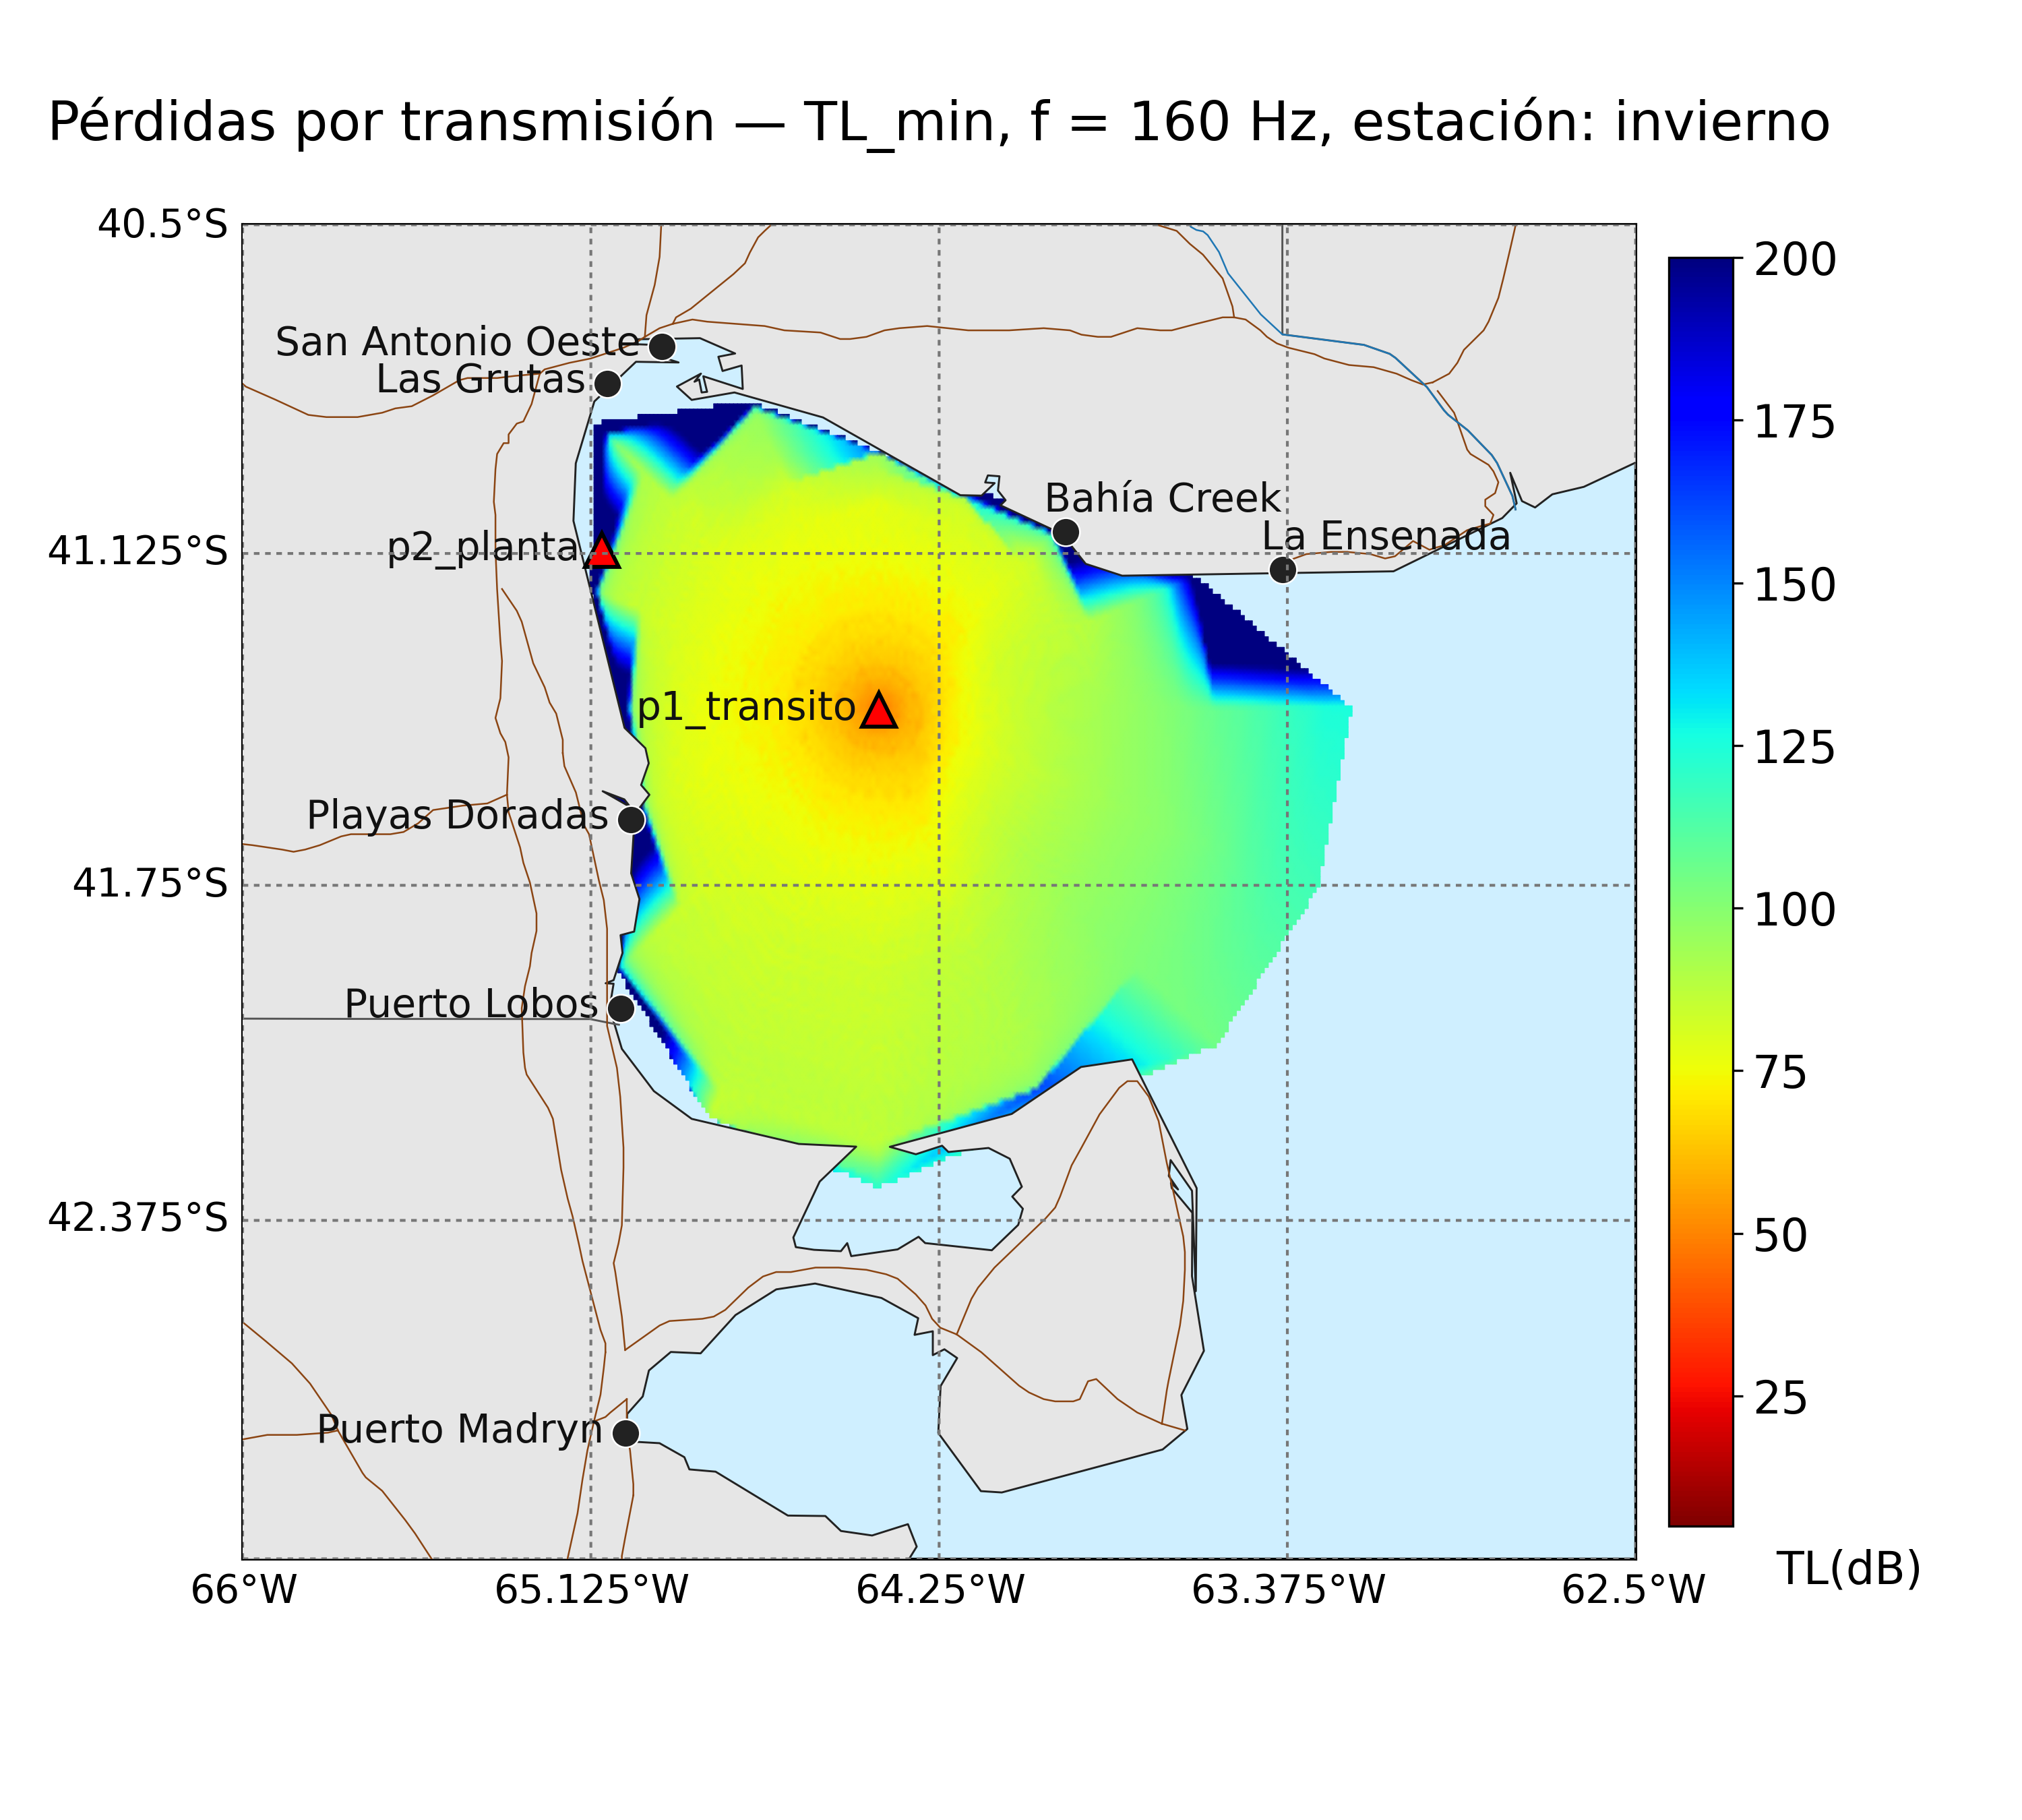 Pérdidas por transmisión — TL_min, f = 160 Hz, estación: invierno
40.5°S
200
San Antonio Oeste
Las Grutas
175
Bahía Creek
La Ensenada
41.125°S
p2_planta
150
p1_transito
125
Playas Doradas
41.75°S
100
Puerto Lobos
75
42.375°S
50
25
Puerto Madryn
TL(dB)
66°W
65.125°W
64.25°W
63.375°W
62.5°W